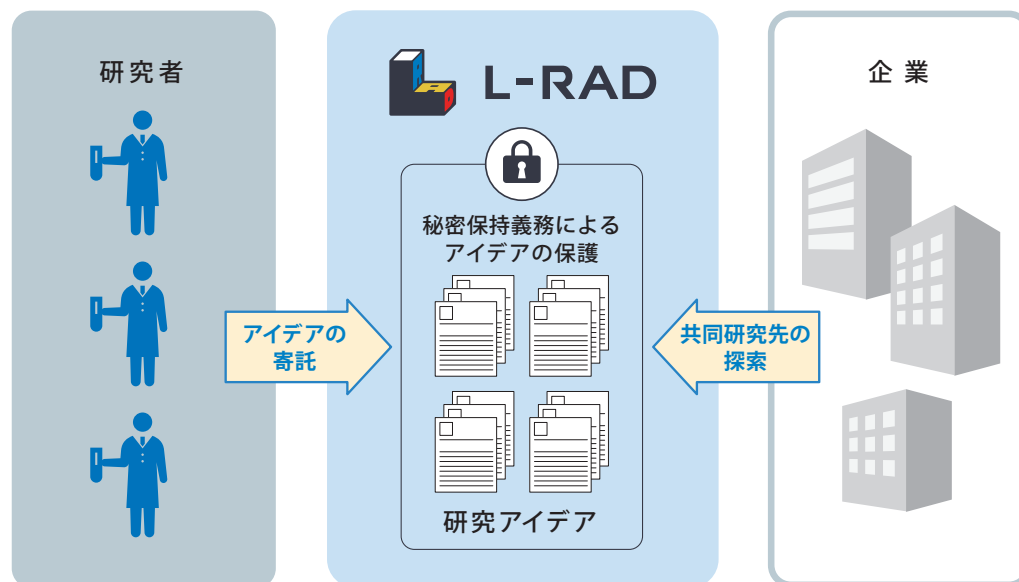 研究者
L-RAD
企業
秘密保持義務による
アイデアの保護
アイデアの
寄託
共同研究先の
探索
研究アイデア